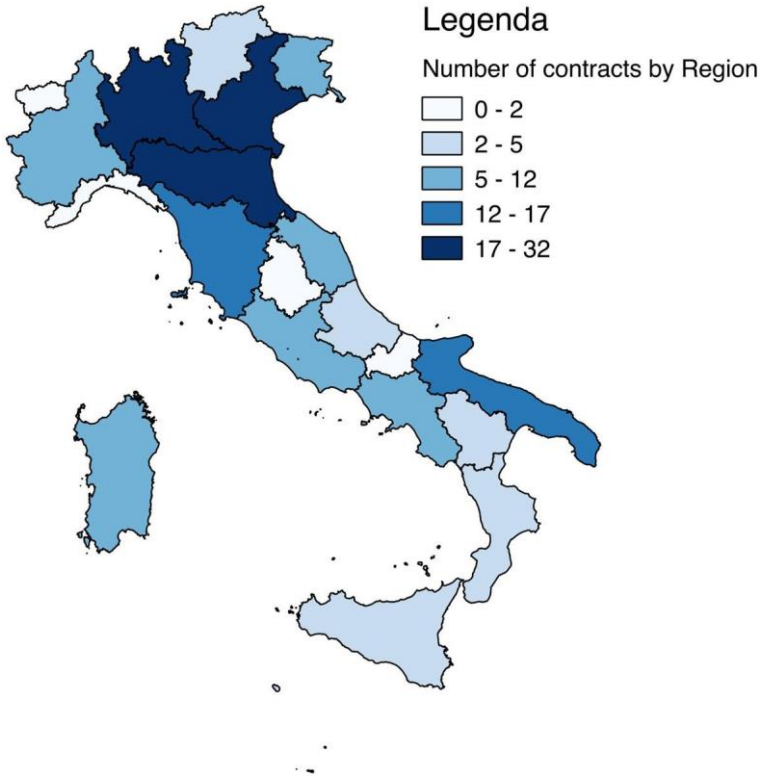 Legenda
Number of contracts by Region
0 - 2
2 - 5
5 - 12
12 - 17
17 - 32